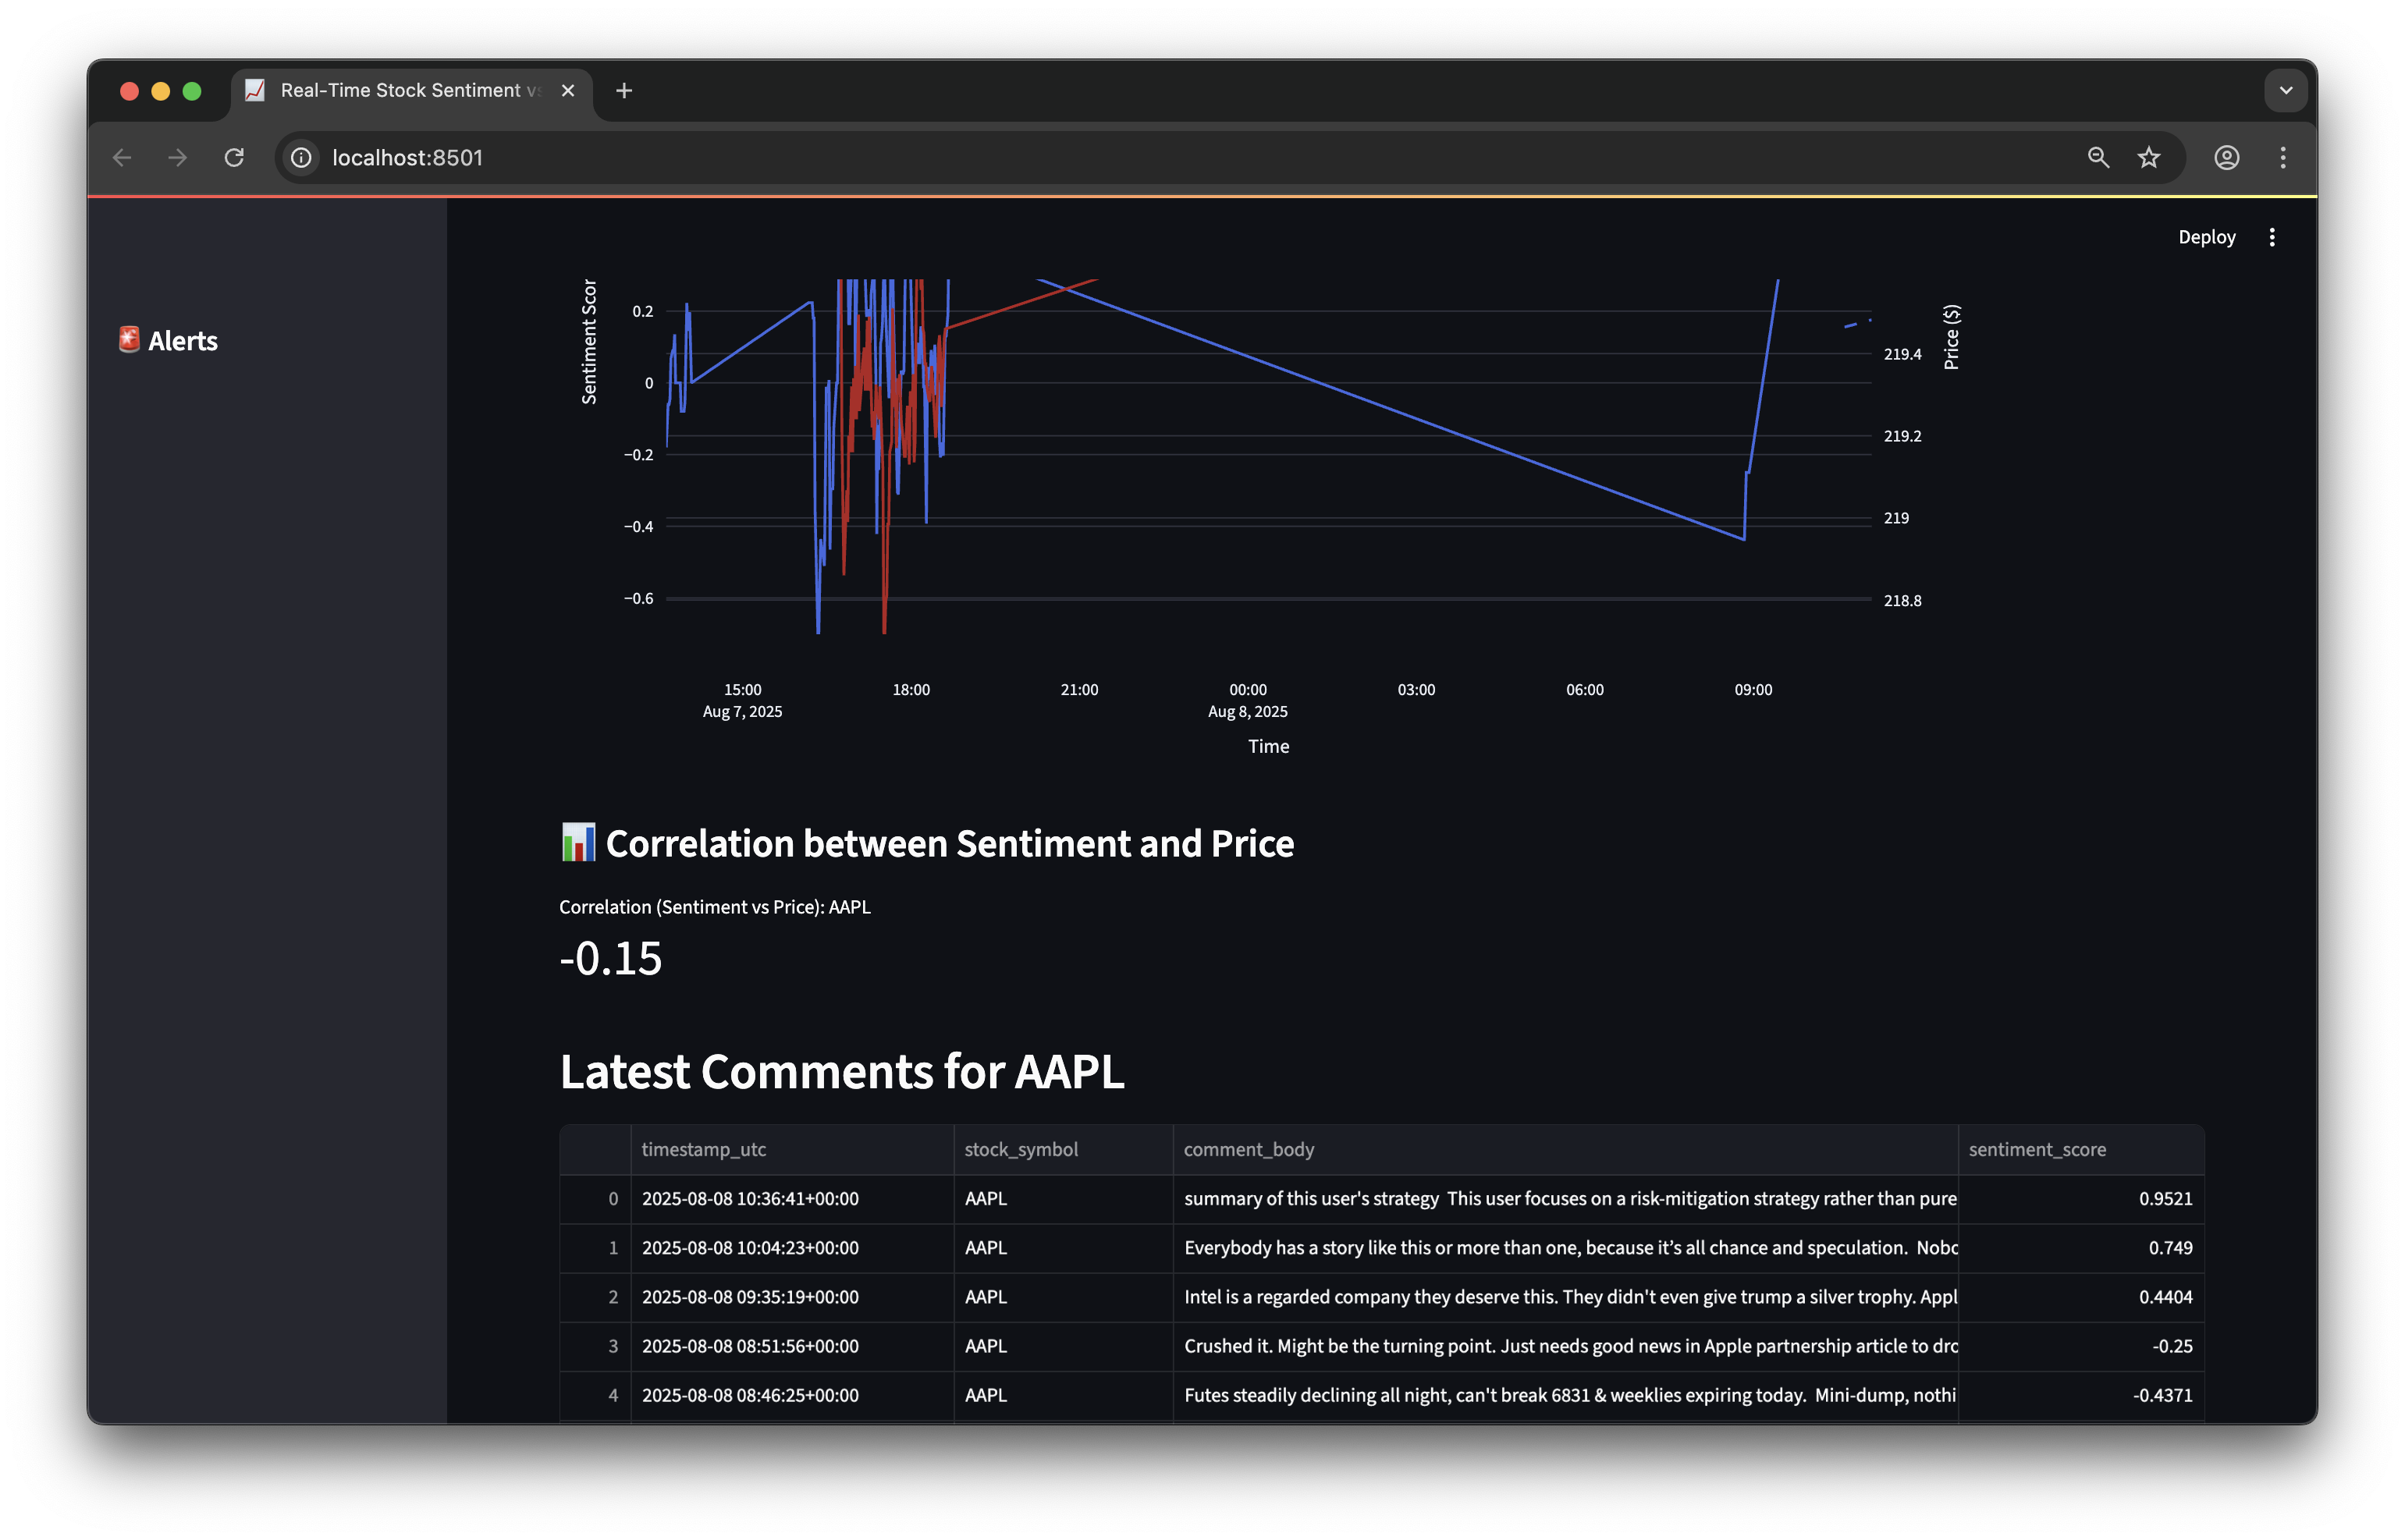 Real-Time Stock Sentiment vs
localhost:8501
Deploy
🚨 Alerts
Sentiment Scor
0.2
0
−0.2
−0.4
−0.6
Price ($)
219.4
219.2
219
218.8
15:00
Aug 7, 2025
18:00
21:00
00:00
Aug 8, 2025
03:00
06:00
09:00
Time
📊 Correlation between Sentiment and Price
Correlation (Sentiment vs Price): AAPL
-0.15
Latest Comments for AAPL
timestamp_utc stock_symbol comment_body sentiment_score
0 2025-08-08 10:36:41+00:00 AAPL summary of this user's strategy This user focuses on a risk-mitigation strategy rather than pure 0.9521
1 2025-08-08 10:04:23+00:00 AAPL Everybody has a story like this or more than one, because it’s all chance and speculation. Nobo 0.749
2 2025-08-08 09:35:19+00:00 AAPL Intel is a regarded company they deserve this. They didn't even give trump a silver trophy. Appl 0.4404
3 2025-08-08 08:51:56+00:00 AAPL Crushed it. Might be the turning point. Just needs good news in Apple partnership article to dro -0.25
4 2025-08-08 08:46:25+00:00 AAPL Futes steadily declining all night, can't break 6831 & weeklies expiring today. Mini-dump, nothi -0.4371